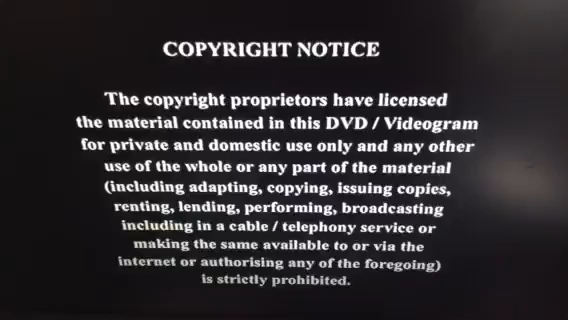 COPYRIGHT NOTICE
The copyright proprietors have licensed
the material contained in this DVD / Videogram
for private and domestic use only and any other
use of the whole or any part of the material
(including adapting, copying, issuing copies,
renting, lending, performing, broadcasting
including in a cable / telephony service or
making the same available to or via the
internet or authorising any of the foregoing)
is strictly prohibited.